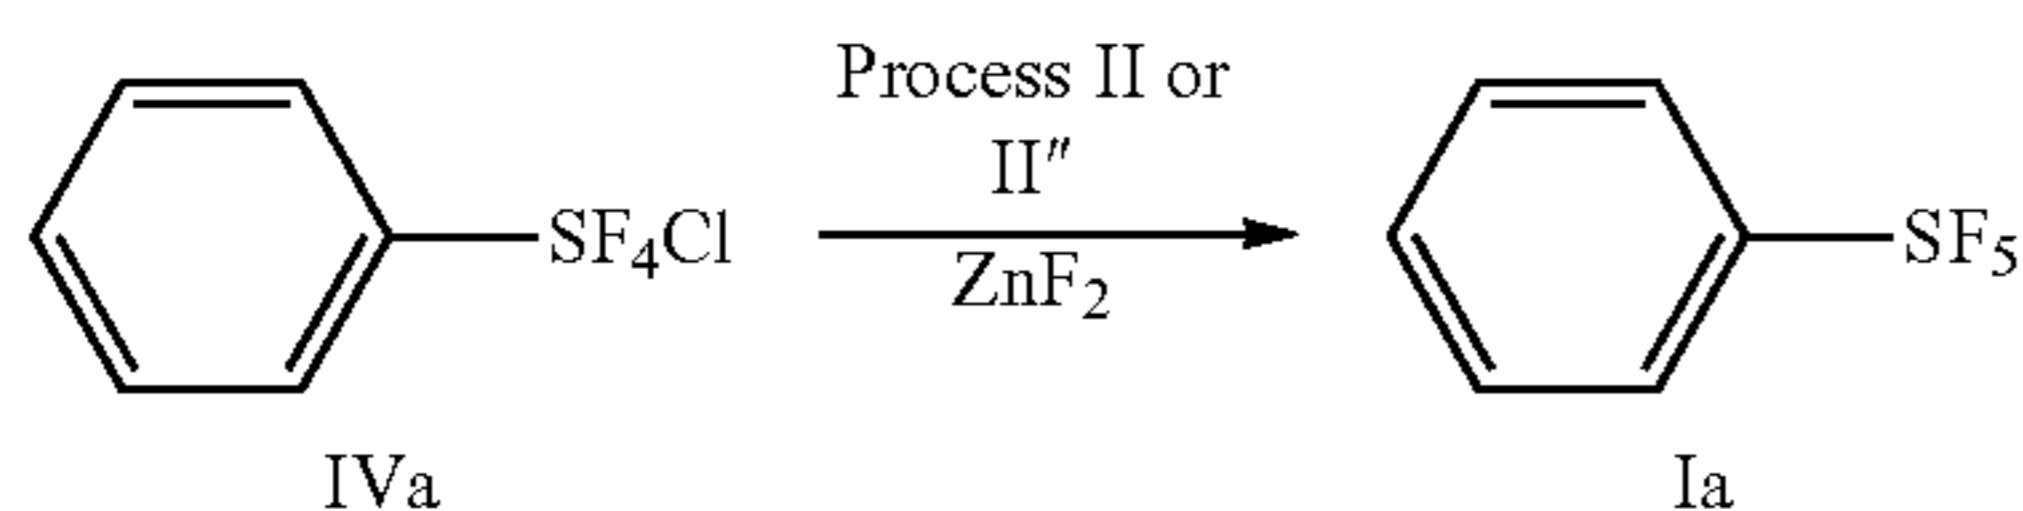 Process II or
II″
SF₄Cl
ZnF₂
SF₅
IVa
Ia